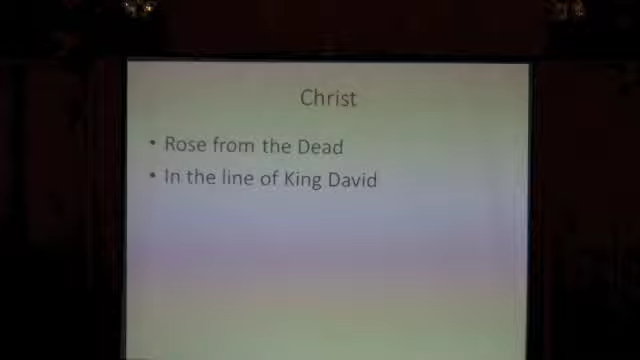 Christ
• Rose from the Dead
• In the line of King David